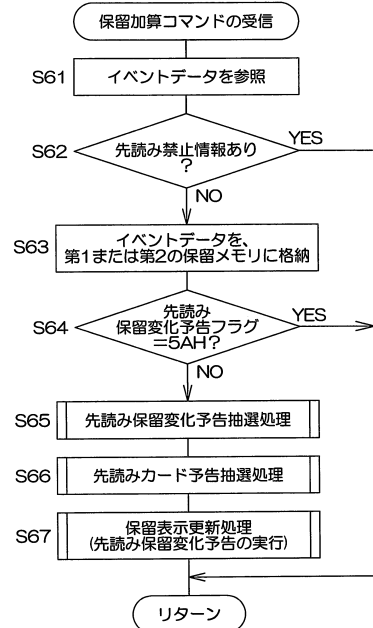 保留加算コマンドの受信
S61
イベントデータを参照
S62
先読み禁止情報あり
?
YES
NO
S63
イベントデータを、
第1または第2の保留メモリに格納
S64
先読み
保留変化予告フラグ
=5AH?
YES
NO
S65
先読み保留変化予告抽選処理
S66
先読みカード予告抽選処理
S67
保留表示更新処理
(先読み保留変化予告の実行)
リターン